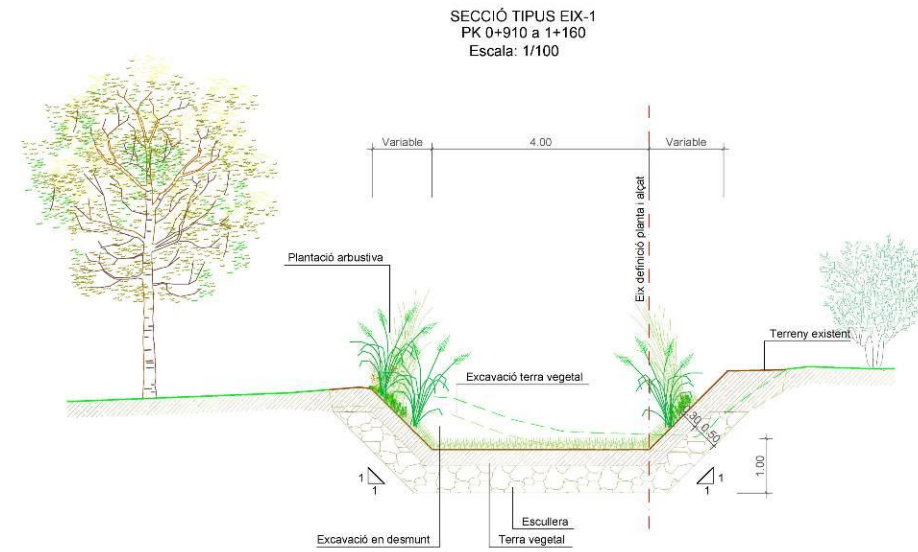 SECCIÓ TIPUS EIX-1
PK 0+910 a 1+160
Escala: 1/100
Variable
4.00
Variable
Eix definició planta i alçat
Plantació arbustiva
Terreny existent
Excavació terra vegetal
.30
0.50
1.00
1
1
1
1
Escullera
Excavació en desmunt
Terra vegetal